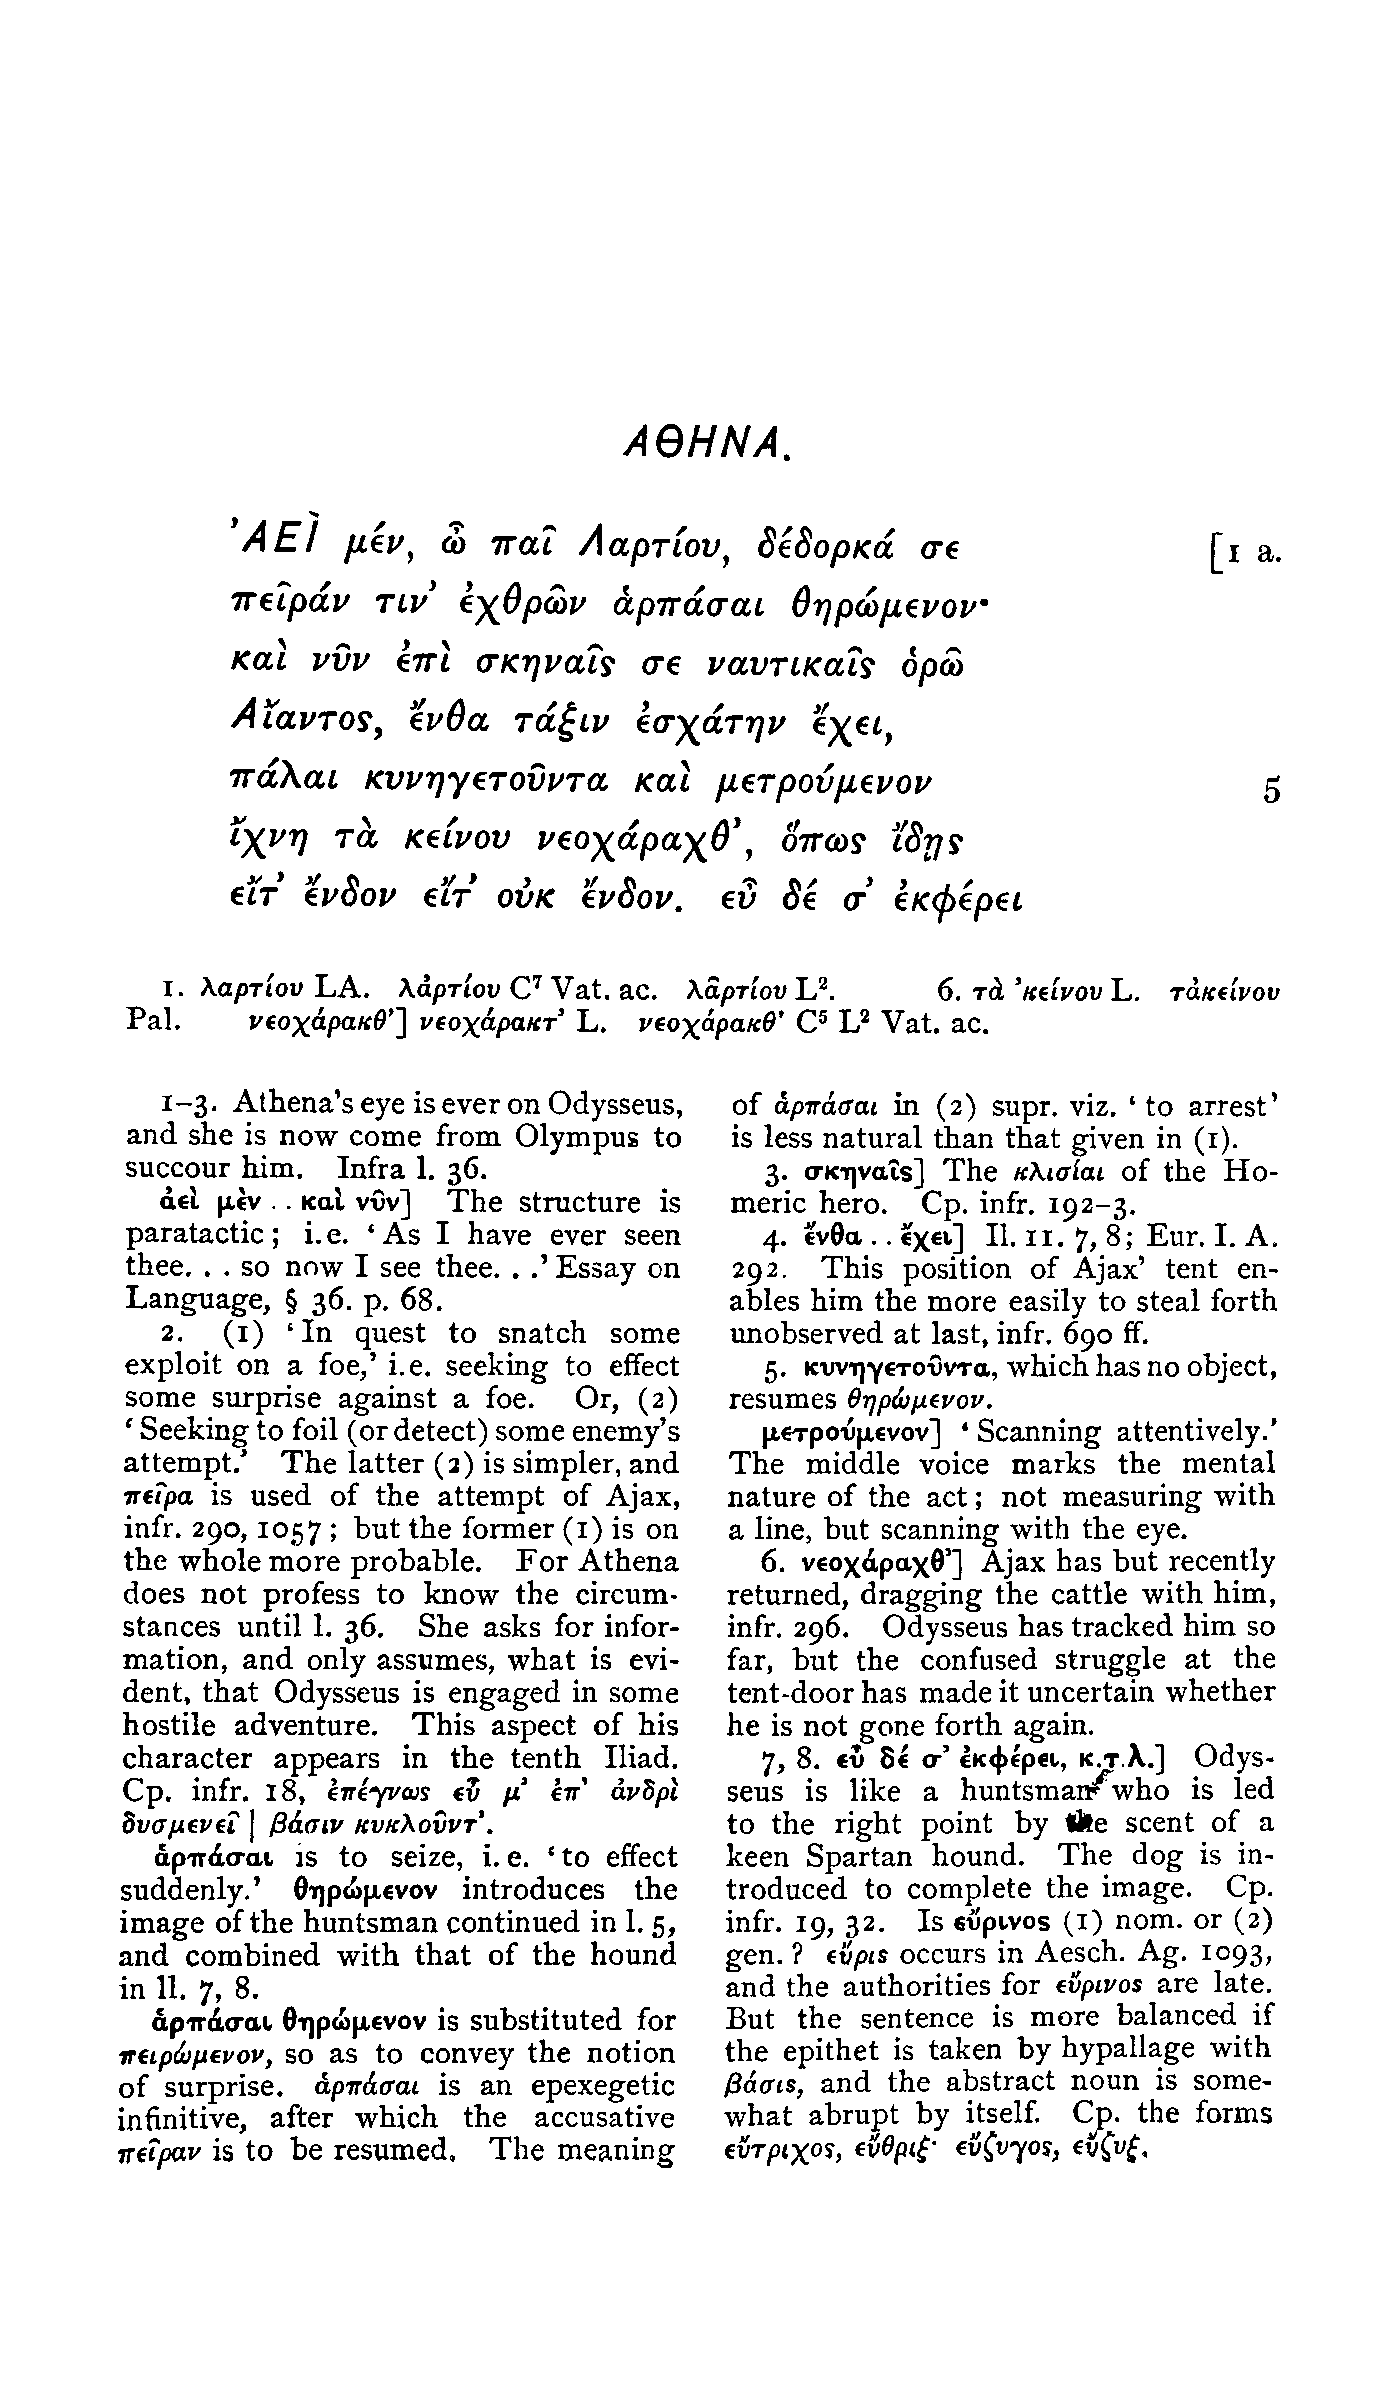 ΑΘΗΝΑ.
ʼΑΕῚ μέν, ὦ παῖ Λαρτίου, δέδορκά σε [1 a.
πεῖράν τιν’ ἐχθρῶν ἁρπάσαι θηρώμενον·
καὶ νῦν ἐπὶ σκηναῖς σε ναυτικαῖς ὁρῶ
Αἴαντος, ἔνθα τάξιν ἐσχάτην ἔχει,
πάλαι κυνηγετοῦντα καὶ μετρούμενον 5
ἴχνη τὰ κείνου νεοχάραχθ’, ὅπως ἴδῃς
εἴτ’ ἔνδον εἴτ’ οὐκ ἔνδον. εὖ δέ σ’ ἐκφέρει
1. λαρτίου LA. λἀρτίου C⁷ Vat. ac. λᾶρτίου L². 6. τὰ ’κείνου L. τἀκείνου
Pal. νεοχάρακθ’] νεοχάρακτ’ L. νεοχάρακθ’ C⁵ L² Vat. ac.
1-3. Athena's eye is ever on Odysseus,
and she is now come from Olympus to
succour him. Infra l. 36.
ἀεὶ μὲν . . καὶ νῦν] The structure is
paratactic; i.e. ‘As I have ever seen
thee. . . so now I see thee. . .’ Essay on
Language, § 36. p. 68.
2. (1) ‘In quest to snatch some
exploit on a foe,’ i.e. seeking to effect
some surprise against a foe. Or, (2)
‘Seeking to foil (or detect) some enemy's
attempt.’ The latter (2) is simpler, and
πεῖρα is used of the attempt of Ajax,
infr. 290, 1057; but the former (1) is on
the whole more probable. For Athena
does not profess to know the circum-
stances until l. 36. She asks for infor-
mation, and only assumes, what is evi-
dent, that Odysseus is engaged in some
hostile adventure. This aspect of his
character appears in the tenth Iliad.
Cp. infr. 18, ἐπέγνως εὖ μ’ ἐπ’ ἀνδρὶ
δυσμενεῖ | βάσιν κυκλοῦντ’.
ἁρπάσαι is to seize, i.e. ‘to effect
suddenly.’ θηρώμενον introduces the
image of the huntsman continued in l. 5,
and combined with that of the hound
in ll. 7, 8.
ἁρπάσαι θηρώμενον is substituted for
πειρώμενον, so as to convey the notion
of surprise. ἁρπάσαι is an epexegetic
infinitive, after which the accusative
πεῖραν is to be resumed. The meaning
of ἁρπάσαι in (2) supr. viz. ‘to arrest’
is less natural than that given in (1).
3. σκηναῖς] The κλισίαι of the Ho-
meric hero. Cp. infr. 192-3.
4. ἔνθα . . ἔχει] Il. 11. 7, 8; Eur. I. A.
292. This position of Ajax' tent en-
ables him the more easily to steal forth
unobserved at last, infr. 690 ff.
5. κυνηγετοῦντα, which has no object,
resumes θηρώμενον.
μετρούμενον] ‘Scanning attentively.’
The middle voice marks the mental
nature of the act; not measuring with
a line, but scanning with the eye.
6. νεοχάραχθ’] Ajax has but recently
returned, dragging the cattle with him,
infr. 296. Odysseus has tracked him so
far, but the confused struggle at the
tent-door has made it uncertain whether
he is not gone forth again.
7, 8. εὖ δέ σ’ ἐκφέρει, κ.τ.λ.] Odys-
seus is like a huntsman who is led
to the right point by the scent of a
keen Spartan hound. The dog is in-
troduced to complete the image. Cp.
infr. 19, 32. Is εὔρινος (1) nom. or (2)
gen.? εὔρις occurs in Aesch. Ag. 1093,
and the authorities for εὔρινος are late.
But the sentence is more balanced if
the epithet is taken by hypallage with
βάσις, and the abstract noun is some-
what abrupt by itself. Cp. the forms
εὔτριχος, εὔθριξ· εὔζυγος, εὔζυξ.